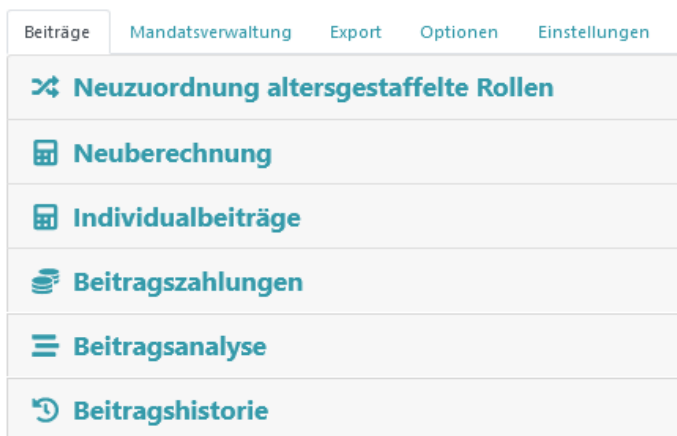 Beiträge Mandatsverwaltung Export Optionen Einstellungen
Neuzuordnung altersgestaffelte Rollen
Neuberechnung
Individualbeiträge
Beitragszahlungen
Beitragsanalyse
Beitragshistorie